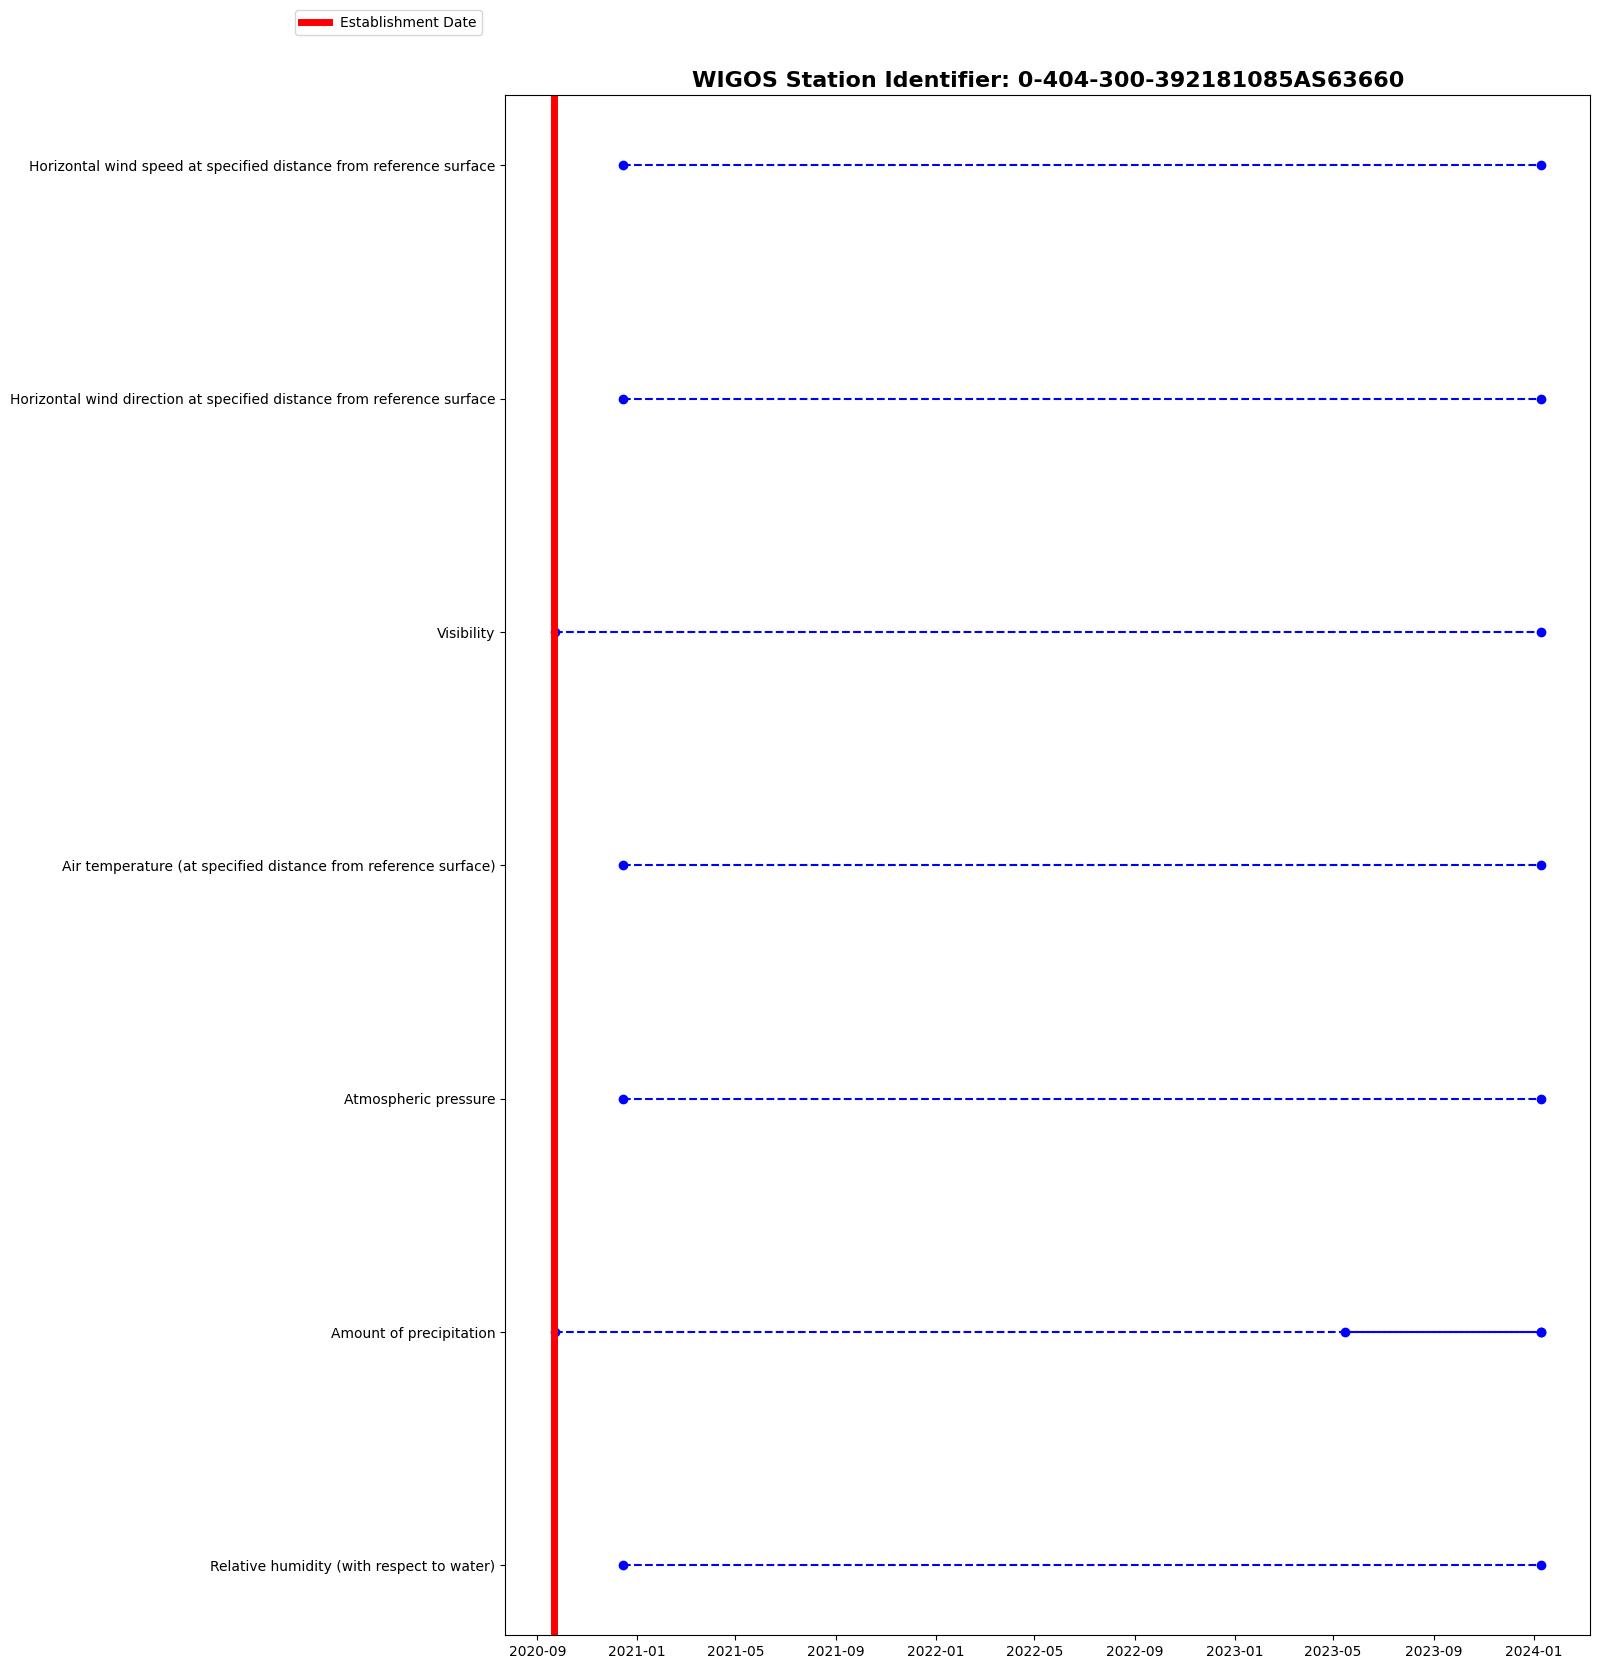 Establishment Date
WIGOS Station Identifier: 0-404-300-392181085AS63660
Horizontal wind speed at specified distance from reference surface
Horizontal wind direction at specified distance from reference surface
Visibility
Air temperature (at specified distance from reference surface)
Atmospheric pressure
Amount of precipitation
Relative humidity (with respect to water)
2020-09 2021-01 2021-05 2021-09 2022-01 2022-05 2022-09 2023-01 2023-05 2023-09 2024-01